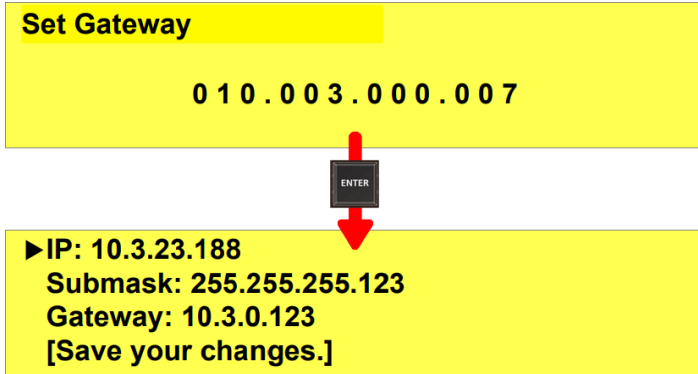 Set Gateway
010.003.000.007
ENTER
▶IP: 10.3.23.188
Submask: 255.255.255.123
Gateway: 10.3.0.123
[Save your changes.]